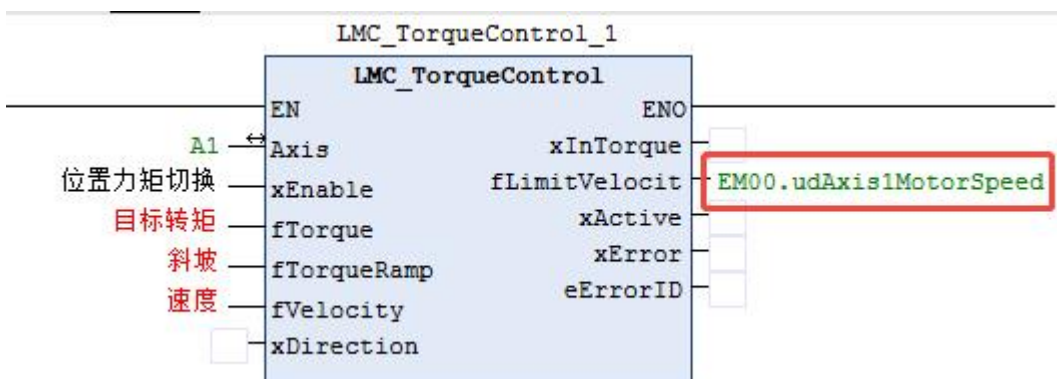 LMC_TorqueControl_1
LMC_TorqueControl
EN ENO
A1 Axis xInTorque
位置力矩切换 xEnable fLimitVelocit EM00.udAxis1MotorSpeed
目标转矩 fTorque xActive
斜坡 fTorqueRamp xError
速度 fVelocity eErrorID
xDirection